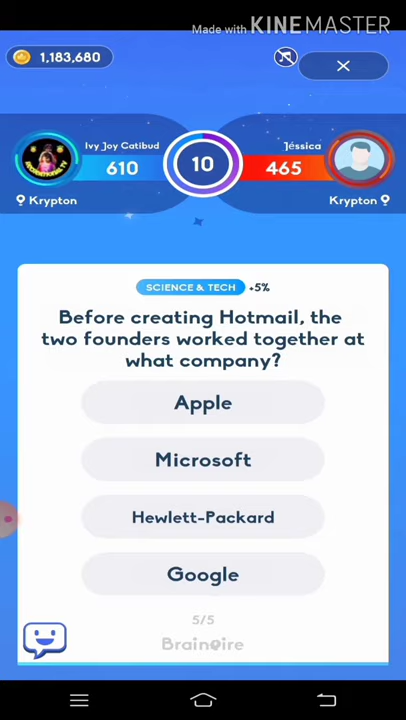 Made with KINEMASTER
1,183,680
Ivy Joy Catibud
610
10
Jéssica
465
Krypton
Krypton
SCIENCE & TECH +5%
Before creating Hotmail, the
two founders worked together at
what company?
Apple
Microsoft
Hewlett-Packard
Google
5/5